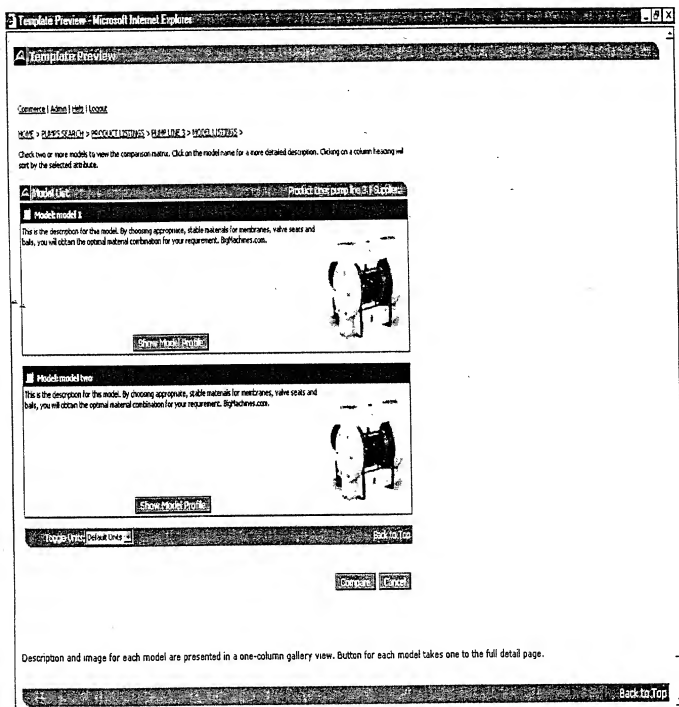 Template Preview - Microsoft Internet Explorer
Template Preview
Commerce | Admin | Help | Logout
HOME > PUMPS SEARCH > PRODUCT LISTINGS > PUMP LINE 3 > MODEL LISTINGS >
Check two or more models to view the comparison matrix. Click on the model name for a more detailed description. Clicking on a column heading will
sort by the selected attribute.
Model List
Product Line: pump line 3 | Supplier:
Model: model 1
This is the description for this model. By choosing appropriate, stable materials for membranes, valve seats and
balls, you will obtain the optimal material combination for your requirement. BigMachines.com.
Show Model Profile
Model: model two
This is the description for this model. By choosing appropriate, stable materials for membranes, valve seats and
balls, you will obtain the optimal material combination for your requirement. BigMachines.com.
Show Model Profile
Toggle Units: Default Units
Back to Top
Compare Cancel
Description and image for each model are presented in a one-column gallery view. Button for each model takes one to the full detail page.
Back to Top